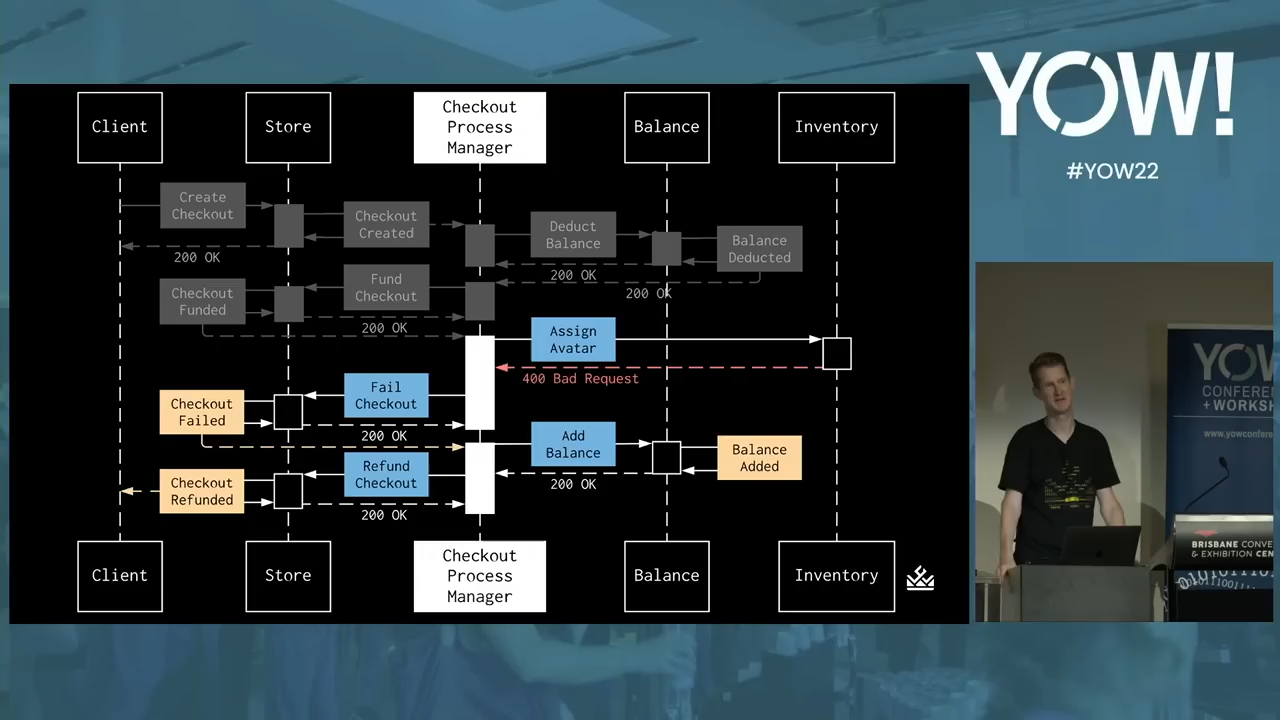 YOW!
#YOW22
Client
Store
Checkout
Process
Manager
Balance
Inventory
Create
Checkout
200 OK
Checkout
Created
Deduct
Balance
200 OK
Balance
Deducted
200 OK
Checkout
Funded
Fund
Checkout
200 OK
Assign
Avatar
400 Bad Request
Fail
Checkout
200 OK
Checkout
Failed
Add
Balance
200 OK
Balance
Added
Refund
Checkout
200 OK
Checkout
Refunded
Client
Store
Checkout
Process
Manager
Balance
Inventory
YOW
CONFEREN
+WORKSH
www.yowconfere
BRISBANE CONVE
& EXHIBITION CEN